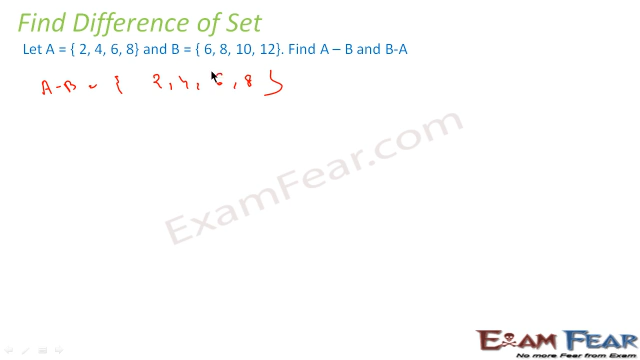 Find Difference of Set
Let A = { 2, 4, 6, 8} and B = { 6, 8, 10, 12}. Find A – B and B-A
A-B = { 2, 4, 6, 8 }
ExamFear.com
EXAM FEAR
No more Fear from Exam